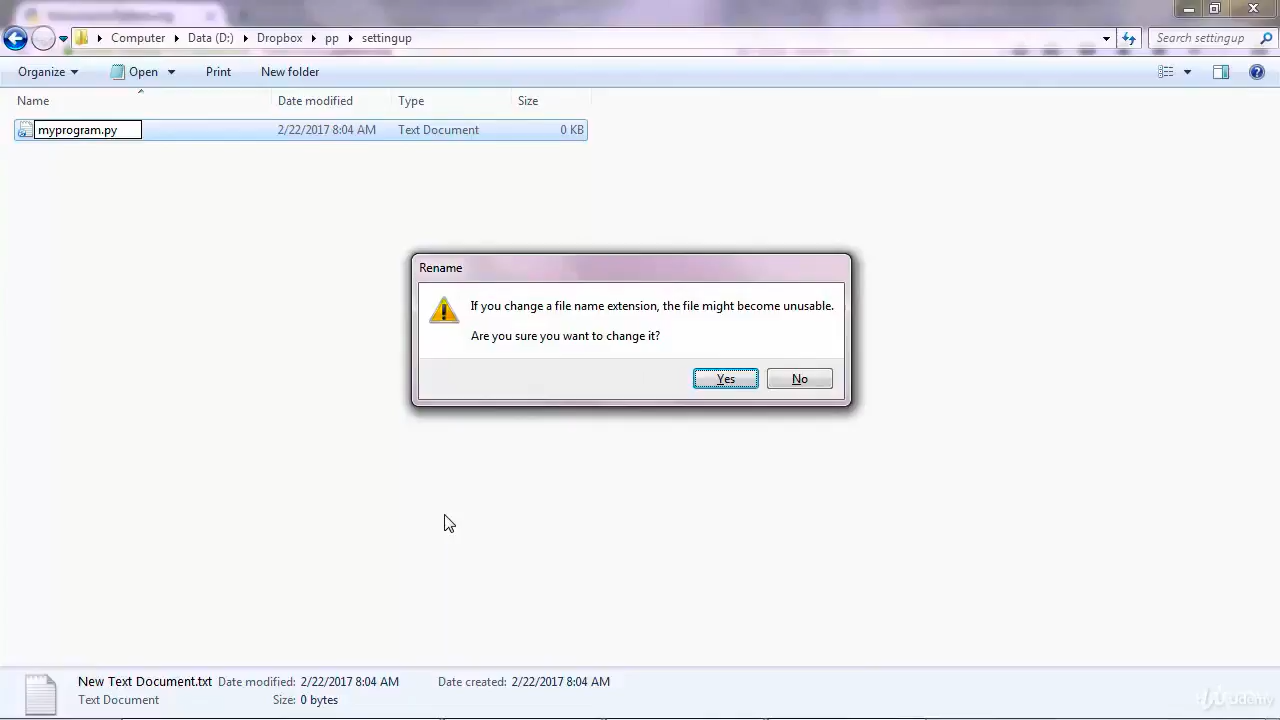 Computer Data (D:) Dropbox pp settingup Search settingup
Organize Open Print New folder
Name Date modified Type Size
myprogram.py 2/22/2017 8:04 AM Text Document 0 KB
Rename
If you change a file name extension, the file might become unusable.
Are you sure you want to change it?
Yes No
New Text Document.txt Date modified: 2/22/2017 8:04 AM Date created: 2/22/2017 8:04 AM
Text Document Size: 0 bytes
Udemy